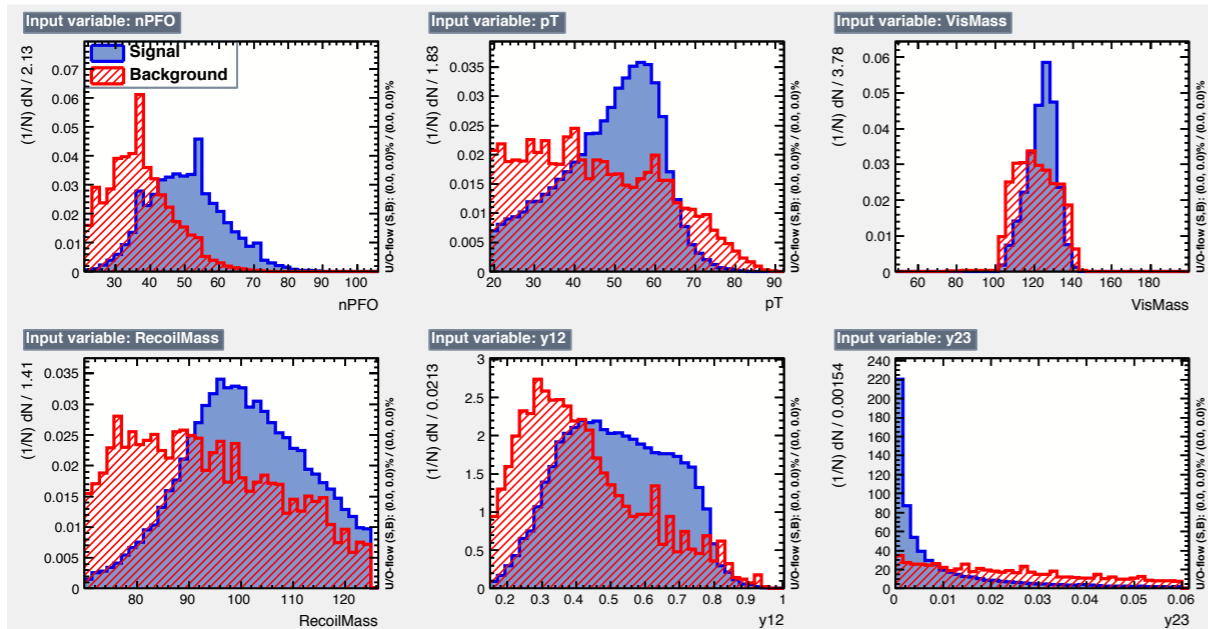 Input variable: nPFO
(1/N) dN / 2.13
0.07
0.06
0.05
0.04
0.03
0.02
0.01
0
Signal
Background
30 40 50 60 70 80 90 100
nPFO
U/O-flow (S,B): (0.0, 0.0)% / (0.0, 0.0)%
Input variable: pT
(1/N) dN / 1.83
0.035
0.03
0.025
0.02
0.015
0.01
0.005
0
20 30 40 50 60 70 80 90
pT
U/O-flow (S,B): (0.0, 0.0)% / (0.0, 0.0)%
Input variable: VisMass
(1/N) dN / 3.78
0.06
0.05
0.04
0.03
0.02
0.01
0
60 80 100 120 140 160 180
VisMass
U/O-flow (S,B): (0.0, 0.0)% / (0.0, 0.0)%
Input variable: RecoilMass
(1/N) dN / 1.41
0.035
0.03
0.025
0.02
0.015
0.01
0.005
0
80 90 100 110 120
RecoilMass
U/O-flow (S,B): (0.0, 0.0)% / (0.0, 0.0)%
Input variable: y12
(1/N) dN / 0.0213
3
2.5
2
1.5
1
0.5
0
0.2 0.3 0.4 0.5 0.6 0.7 0.8 0.9 1
y12
U/O-flow (S,B): (0.0, 0.0)% / (0.0, 0.0)%
Input variable: y23
(1/N) dN / 0.00154
240
220
200
180
160
140
120
100
80
60
40
20
0
0 0.01 0.02 0.03 0.04 0.05 0.06
y23
U/O-flow (S,B): (0.0, 0.0)% / (0.0, 0.0)%